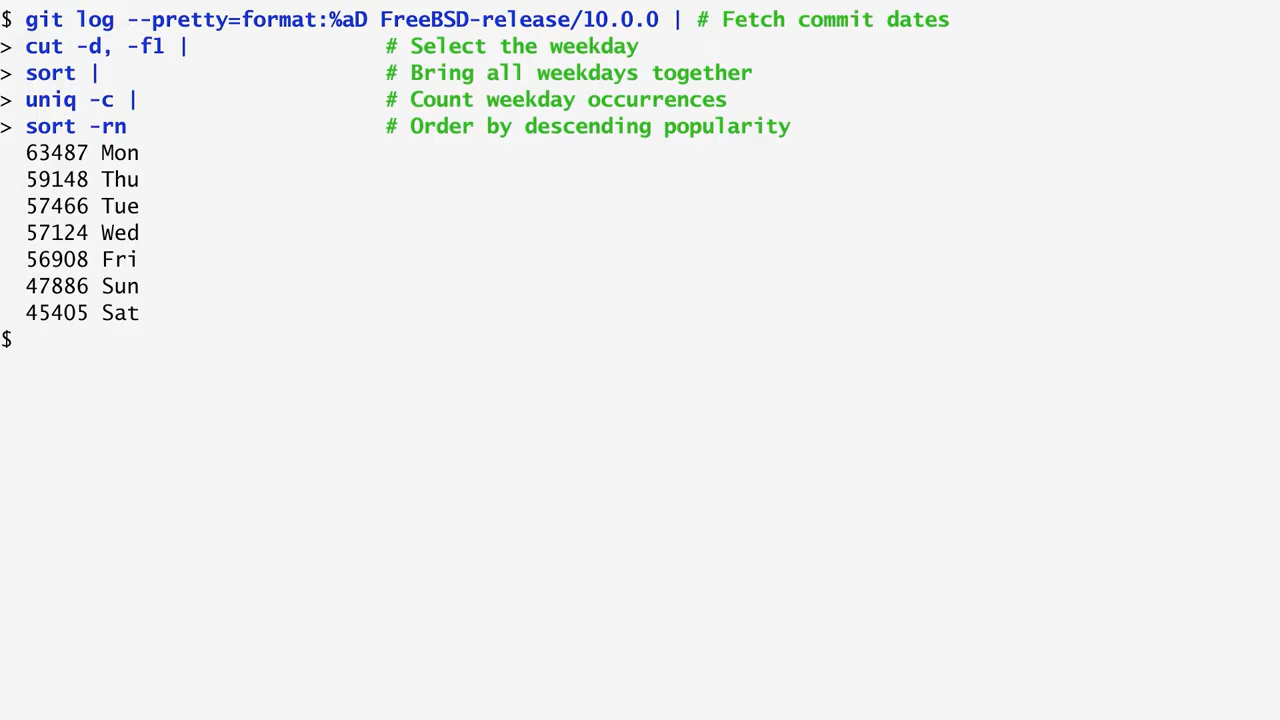 $ git log --pretty=format:%aD FreeBSD-release/10.0.0 | # Fetch commit dates
> cut -d, -f1 | # Select the weekday
> sort | # Bring all weekdays together
> uniq -c | # Count weekday occurrences
> sort -rn # Order by descending popularity
63487 Mon
59148 Thu
57466 Tue
57124 Wed
56908 Fri
47886 Sun
45405 Sat
$